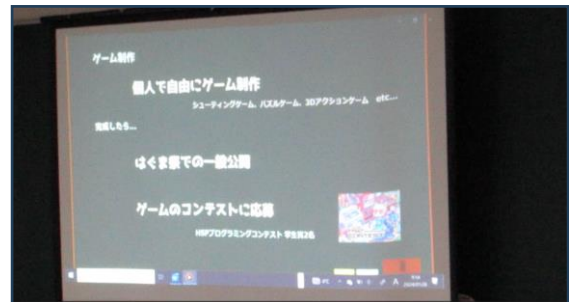 ゲーム制作
個人で自由にゲーム制作
シューティングゲーム、パズルゲーム、3Dアクションゲーム etc...
完成したら...
はぐま祭での一般公開
ゲームのコンテストに応募
HSPプログラミングコンテスト 学生賞2名